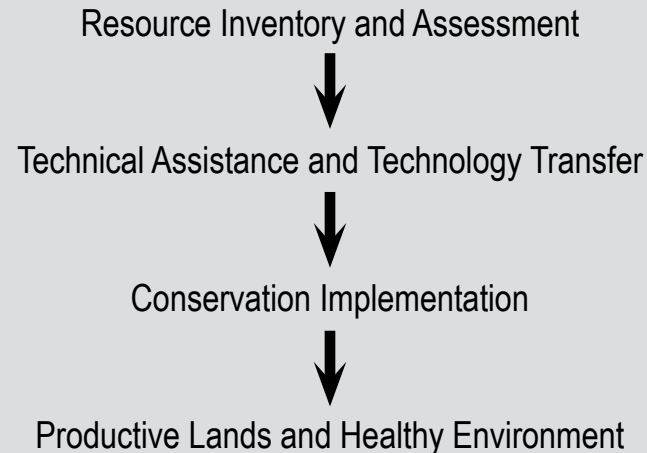 Resource Inventory and Assessment
Technical Assistance and Technology Transfer
Conservation Implementation
Productive Lands and Healthy Environment